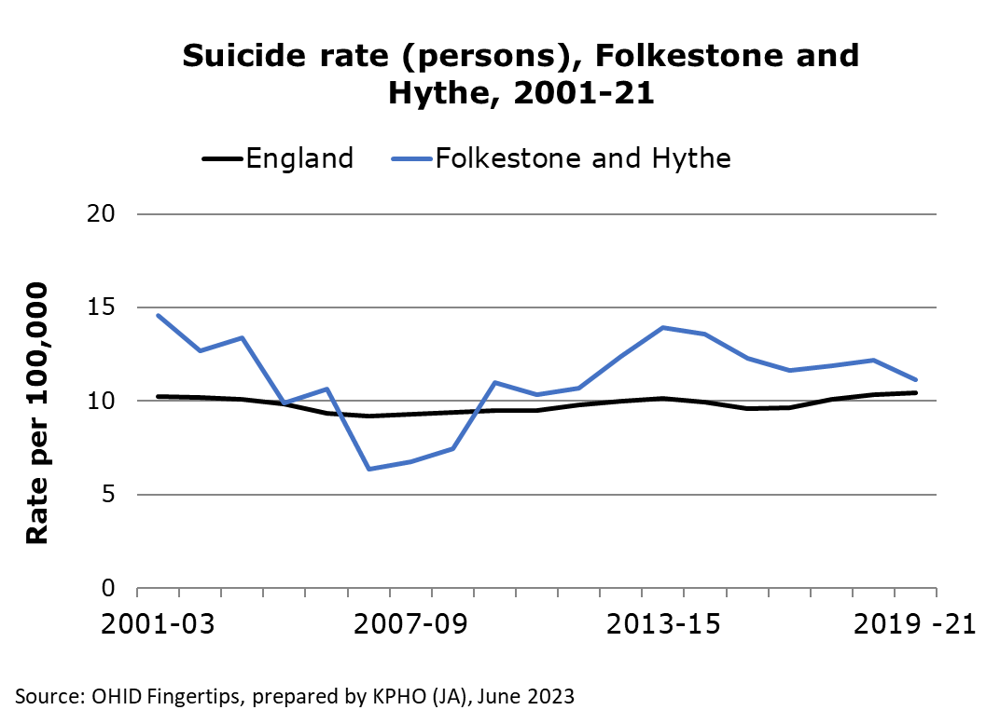 Suicide rate (persons), Folkestone and
Hythe, 2001-21
England Folkestone and Hythe
20
15
10
5
0
Rate per 100,000
2001-03 2007-09 2013-15 2019 -21
Source: OHID Fingertips, prepared by KPHO (JA), June 2023